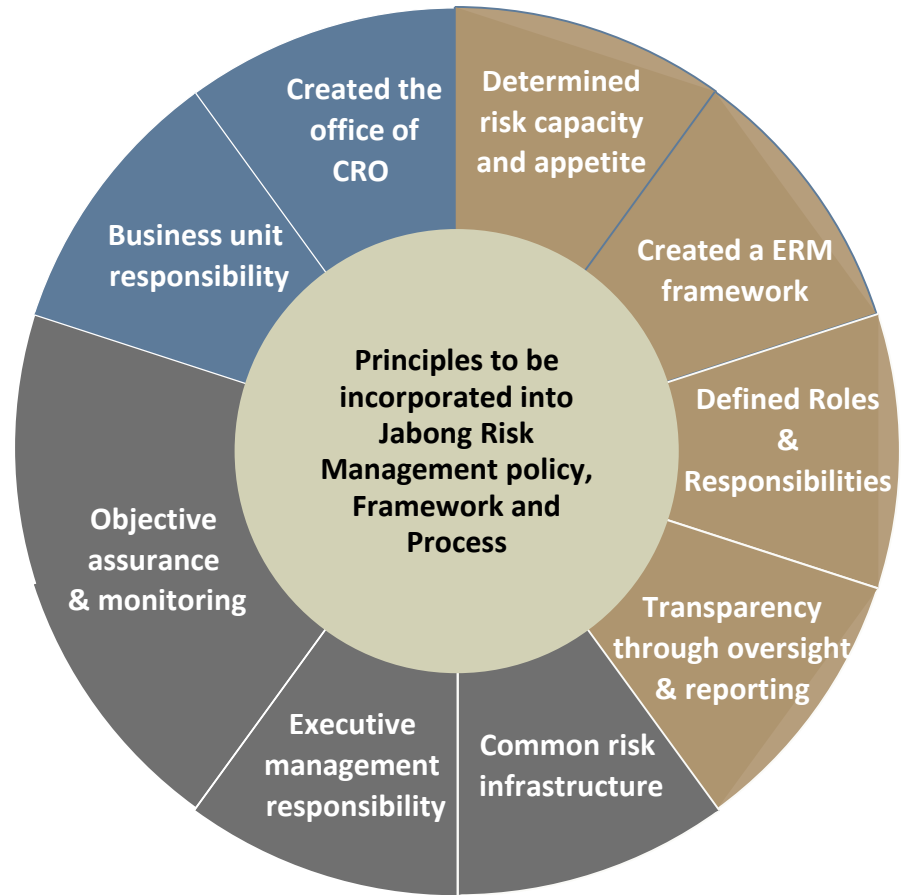 Created the
office of
CRO
Determined
risk capacity
and appetite
Created a ERM
framework
Defined Roles
&
Responsibilities
Transparency
through oversight
& reporting
Common risk
infrastructure
Executive
management
responsibility
Objective
assurance
& monitoring
Business unit
responsibility
Principles to be
incorporated into
Jabong Risk
Management policy,
Framework and
Process